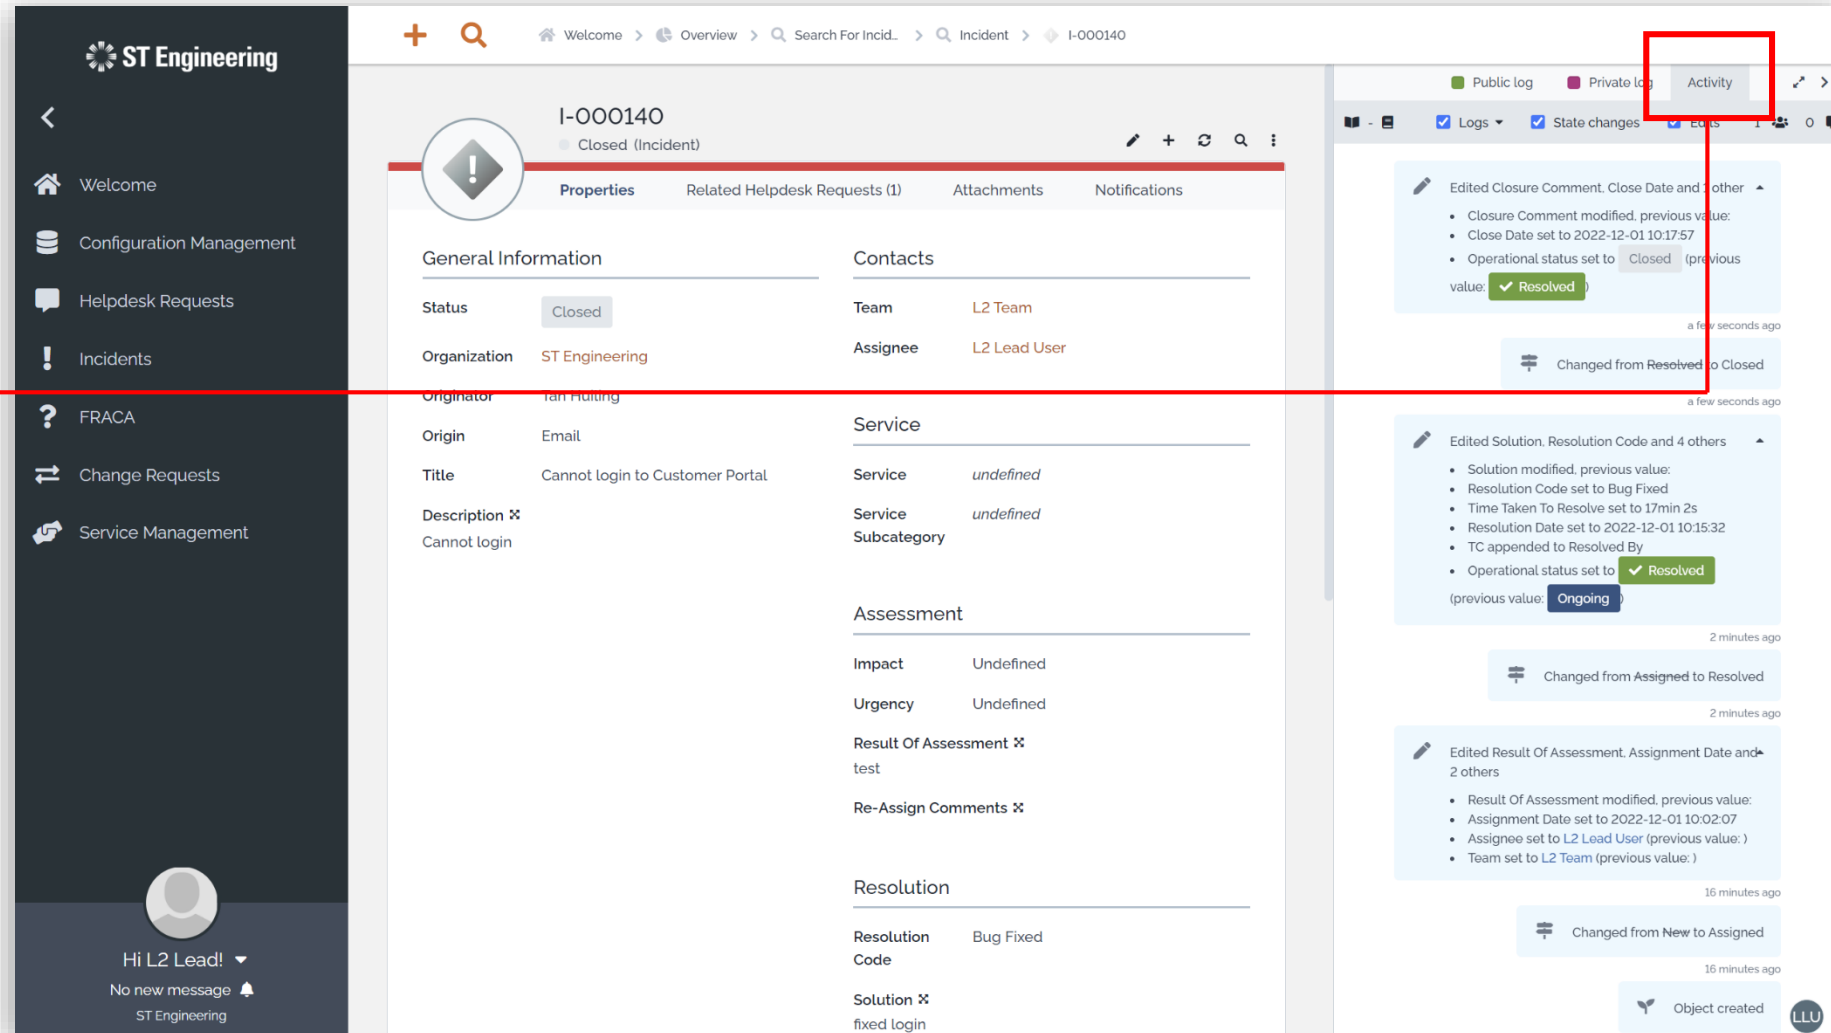 ST Engineering
Welcome
Configuration Management
Helpdesk Requests
Incidents
FRACA
Change Requests
Service Management
Hi L2 Lead!
No new message
ST Engineering
Welcome > Overview > Search For Incid... > Incident > I-000140
I-000140
Closed (Incident)
Properties Related Helpdesk Requests (1) Attachments Notifications
General Information
Status Closed
Organization ST Engineering
Originator Tan Huiling
Origin Email
Title Cannot login to Customer Portal
Description
Cannot login
Contacts
Team L2 Team
Assignee L2 Lead User
Service
Service undefined
Service Subcategory undefined
Assessment
Impact Undefined
Urgency Undefined
Result Of Assessment
test
Re-Assign Comments
Resolution
Resolution Code Bug Fixed
Solution
fixed login
Public log Private log Activity
- Logs State changes Edits 1 0
Edited Closure Comment, Close Date and 1 other
Closure Comment modified, previous value:
Close Date set to 2022-12-01 10:17:57
Operational status set to Closed (previous
value: Resolved )
a few seconds ago
Changed from Resolved to Closed
a few seconds ago
Edited Solution, Resolution Code and 4 others
Solution modified, previous value:
Resolution Code set to Bug Fixed
Time Taken To Resolve set to 17min 2s
Resolution Date set to 2022-12-01 10:15:32
TC appended to Resolved By
Operational status set to Resolved
(previous value: Ongoing )
2 minutes ago
Changed from Assigned to Resolved
2 minutes ago
Edited Result Of Assessment, Assignment Date and
2 others
Result Of Assessment modified, previous value:
Assignment Date set to 2022-12-01 10:02:07
Assignee set to L2 Lead User (previous value: )
Team set to L2 Team (previous value: )
16 minutes ago
Changed from New to Assigned
16 minutes ago
Object created
LLU